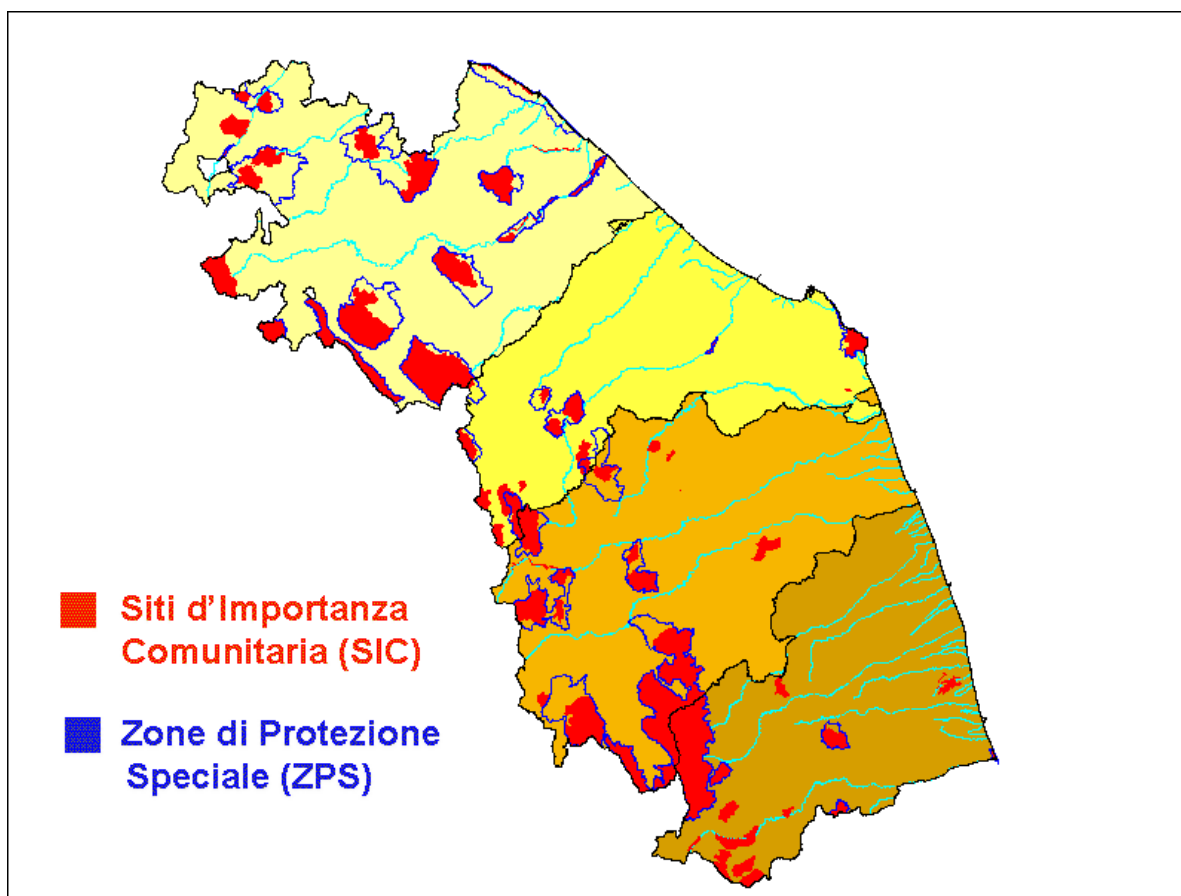 Siti d'Importanza
Comunitaria (SIC)
Zone di Protezione
Speciale (ZPS)